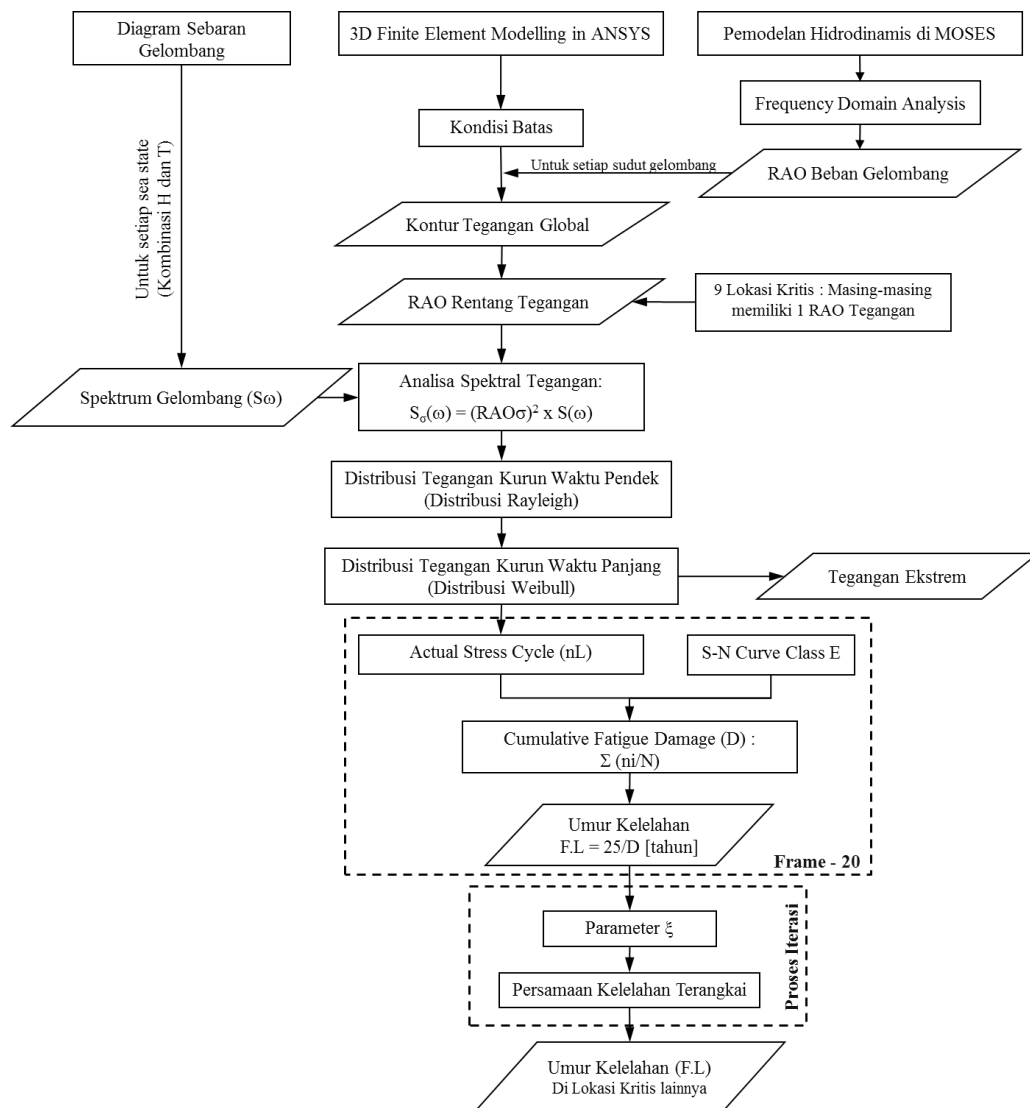 Diagram Sebaran
Gelombang
3D Finite Element Modelling in ANSYS
Pemodelan Hidrodinamis di MOSES
Frequency Domain Analysis
Kondisi Batas
Untuk setiap sudut gelombang
RAO Beban Gelombang
Untuk setiap sea state
(Kombinasi H dan T)
Kontur Tegangan Global
RAO Rentang Tegangan
9 Lokasi Kritis : Masing-masing
memiliki 1 RAO Tegangan
Spektrum Gelombang (Sω)
Analisa Spektral Tegangan:
Sσ(ω) = (RAOσ)² x S(ω)
Distribusi Tegangan Kurun Waktu Pendek
(Distribusi Rayleigh)
Distribusi Tegangan Kurun Waktu Panjang
(Distribusi Weibull)
Tegangan Ekstrem
Actual Stress Cycle (nL)
S-N Curve Class E
Cumulative Fatigue Damage (D) :
Σ (ni/N)
Umur Kelelahan
F.L = 25/D [tahun]
Frame - 20
Parameter ξ
Persamaan Kelelahan Terangkai
Proses Iterasi
Umur Kelelahan (F.L)
Di Lokasi Kritis lainnya